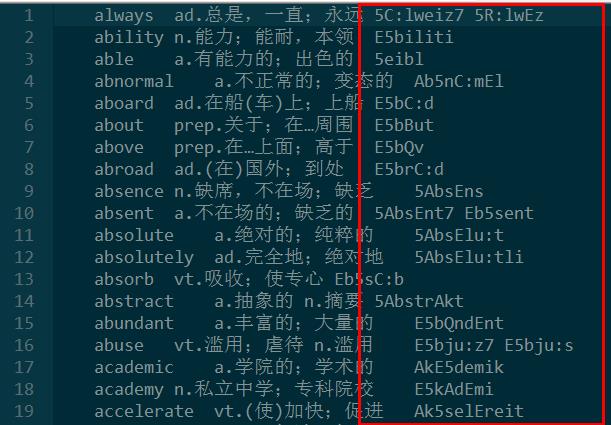 1 always ad.总是，一直；永远 5C:lweiz7 5R:lwEz
2 ability n.能力；能耐，本领 E5biliti
3 able a.有能力的；出色的 5eibl
4 abnormal a.不正常的；变态的 Ab5nC:mEl
5 aboard ad.在船(车)上；上船 E5bC:d
6 about prep.关于；在…周围 E5bBut
7 above prep.在…上面；高于 E5bQv
8 abroad ad.(在)国外；到处 E5brC:d
9 absence n.缺席，不在场；缺乏 5AbsEns
10 absent a.不在场的；缺乏的 5AbsEnt7 Eb5sent
11 absolute a.绝对的；纯粹的 5AbsElu:t
12 absolutely ad.完全地；绝对地 5AbsElu:tli
13 absorb vt.吸收；使专心 Eb5sC:b
14 abstract a.抽象的 n.摘要 5AbstrAkt
15 abundant a.丰富的；大量的 E5bQndEnt
16 abuse vt.滥用；虐待 n.滥用 E5bju:z7 E5bju:s
17 academic a.学院的；学术的 AkE5demik
18 academy n.私立中学；专科院校 E5kAdEmi
19 accelerate vt.(使)加快；促进 Ak5selEreit